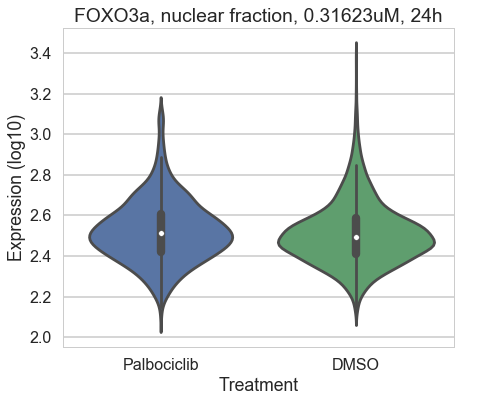 FOXO3a, nuclear fraction, 0.31623uM, 24h
3.4
3.2
3.0
2.8
2.6
2.4
2.2
2.0
Expression (log10)
Palbociclib DMSO
Treatment